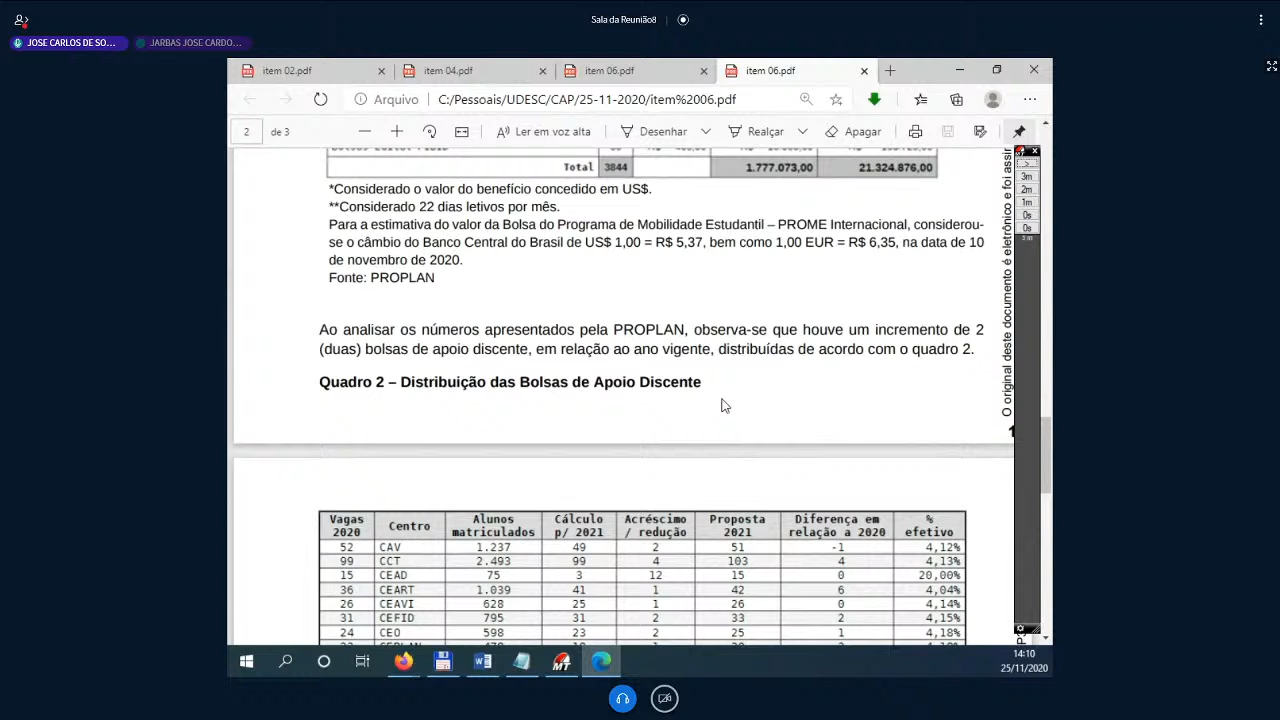 Sala da Reunião8
JOSE CARLOS DE SO...
JARBAS JOSE CARDO...
item 02.pdf
item 04.pdf
item 06.pdf
item 06.pdf
Arquivo
C:/Pessoais/UDESC/CAP/25-11-2020/item%2006.pdf
2 de 3
Ler em voz alta
Desenhar
Realçar
Apagar
Total 3844 1.777.073,00 21.324.876,00
*Considerado o valor do benefício concedido em US$.
**Considerado 22 dias letivos por mês.
Para a estimativa do valor da Bolsa do Programa de Mobilidade Estudantil – PROME Internacional, considerou-
se o câmbio do Banco Central do Brasil de US$ 1,00 = R$ 5,37, bem como 1,00 EUR = R$ 6,35, na data de 10
de novembro de 2020.
Fonte: PROPLAN
Ao analisar os números apresentados pela PROPLAN, observa-se que houve um incremento de 2
(duas) bolsas de apoio discente, em relação ao ano vigente, distribuídas de acordo com o quadro 2.
Quadro 2 – Distribuição das Bolsas de Apoio Discente
O original deste documento é eletrônico e foi assir
3m
2m
1m
0s
0s
Vagas 2020 Centro Alunos matriculados Cálculo p/ 2021 Acréscimo / redução Proposta 2021 Diferença em relação a 2020 % efetivo
52 CAV 1.237 49 2 51 -1 4,12%
99 CCT 2.493 99 4 103 4 4,13%
15 CEAD 75 3 12 15 0 20,00%
36 CEART 1.039 41 1 42 6 4,04%
26 CEAVI 628 25 1 26 0 4,14%
31 CEFID 795 31 2 33 2 4,15%
24 CEO 598 23 2 25 1 4,18%
MT
14:10
25/11/2020